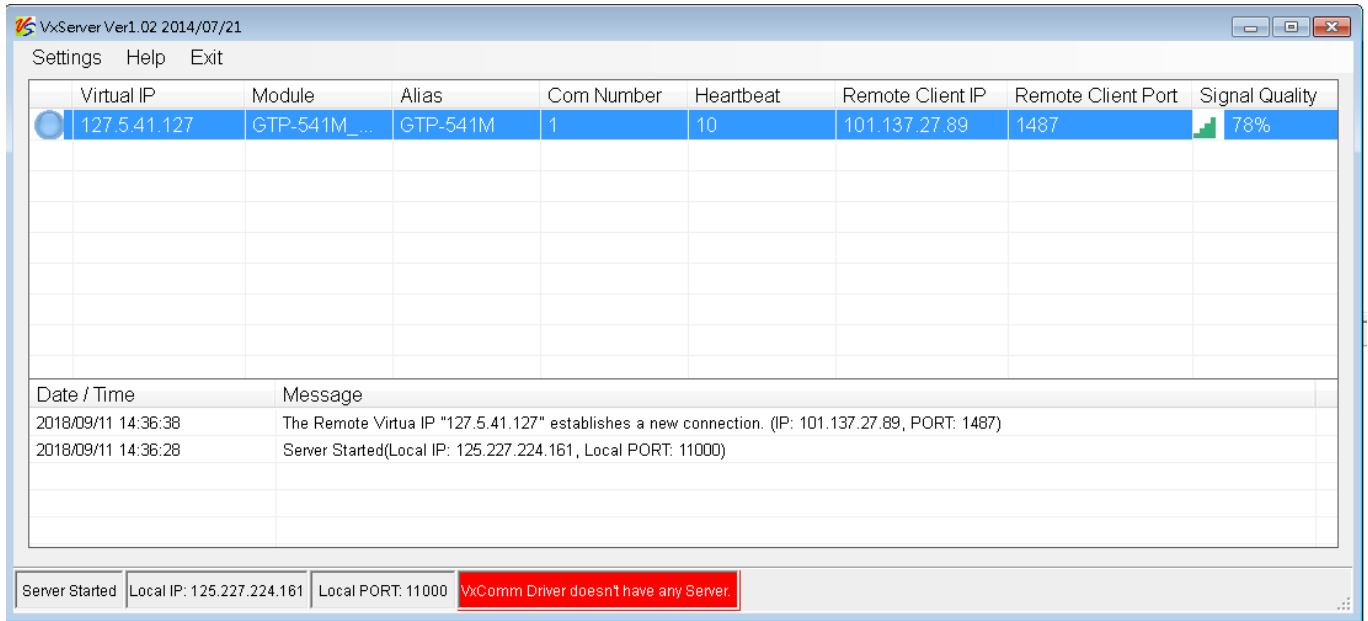 VxServer Ver1.02 2014/07/21
Settings Help Exit
Virtual IP Module Alias Com Number Heartbeat Remote Client IP Remote Client Port Signal Quality
127.5.41.127 GTP-541M_... GTP-541M 1 10 101.137.27.89 1487 78%
Date / Time Message
2018/09/11 14:36:38 The Remote Virtua IP "127.5.41.127" establishes a new connection. (IP: 101.137.27.89, PORT: 1487)
2018/09/11 14:36:28 Server Started(Local IP: 125.227.224.161, Local PORT: 11000)
Server Started Local IP: 125.227.224.161 Local PORT: 11000 VxComm Driver doesn't have any Server.